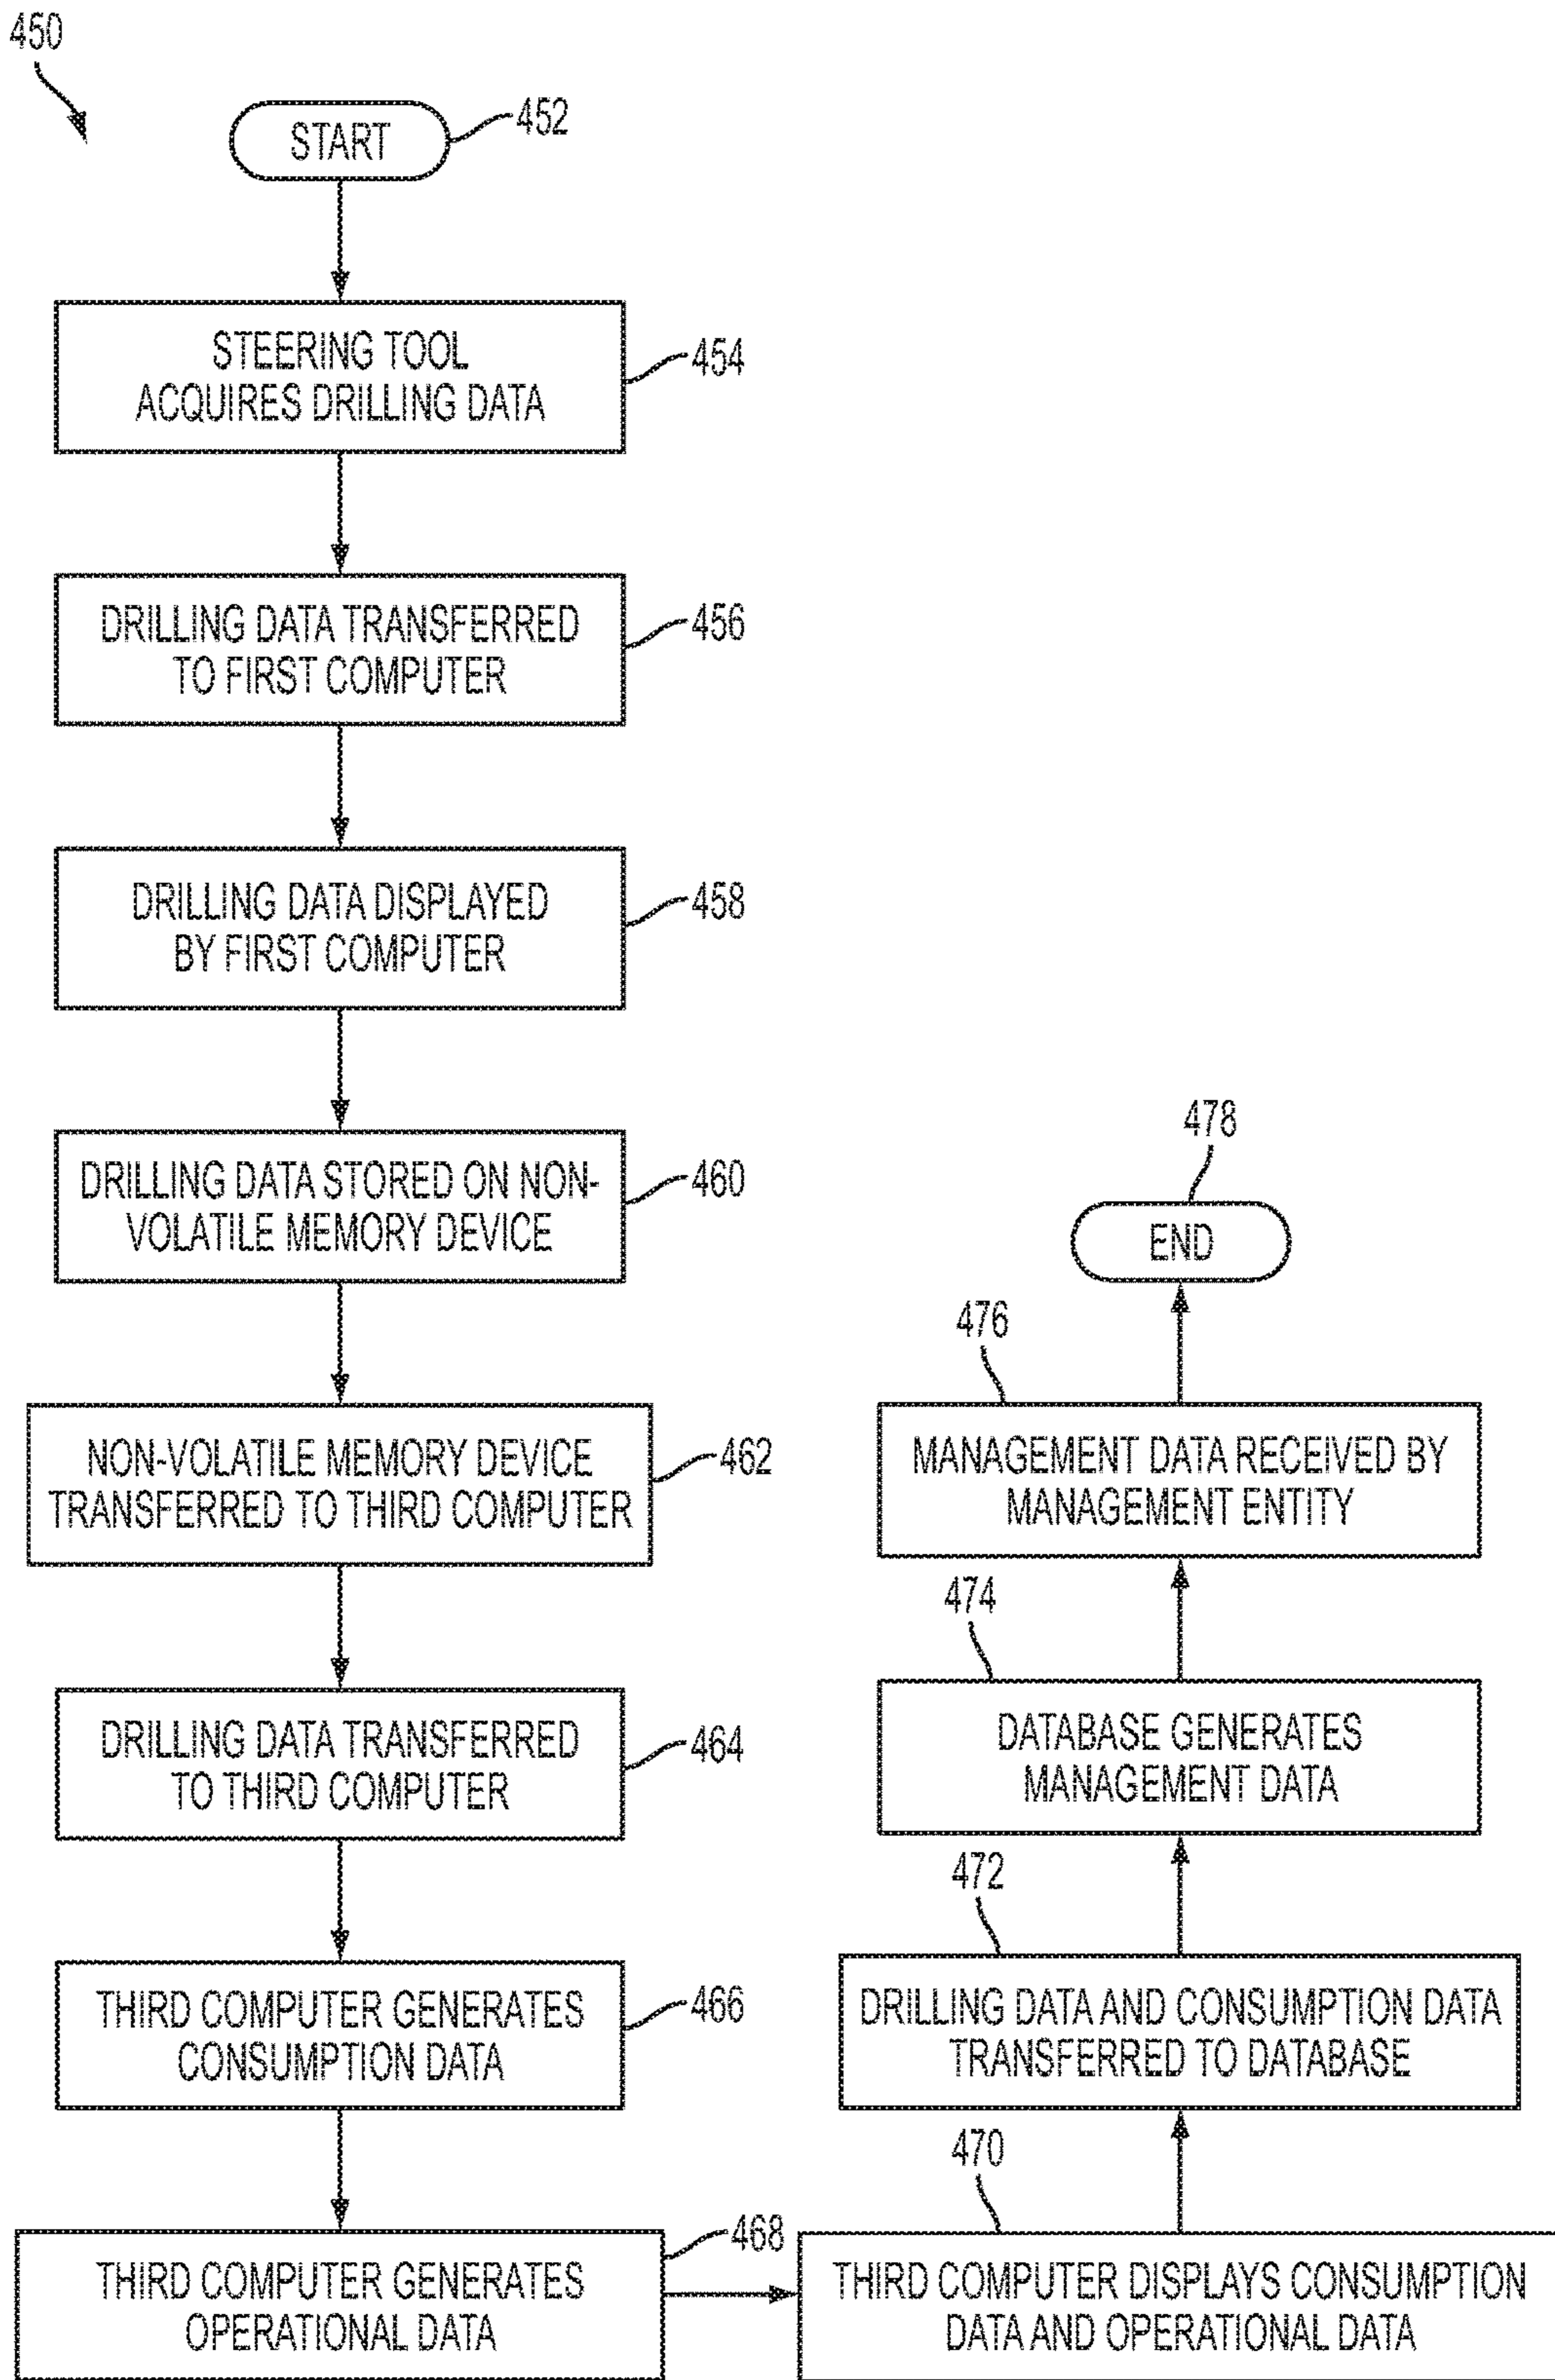 450
START
452
STEERING TOOL
ACQUIRES DRILLING DATA
454
DRILLING DATA TRANSFERRED
TO FIRST COMPUTER
456
DRILLING DATA DISPLAYED
BY FIRST COMPUTER
458
DRILLING DATA STORED ON NON-
VOLATILE MEMORY DEVICE
460
NON-VOLATILE MEMORY DEVICE
TRANSFERRED TO THIRD COMPUTER
462
DRILLING DATA TRANSFERRED
TO THIRD COMPUTER
464
THIRD COMPUTER GENERATES
CONSUMPTION DATA
466
THIRD COMPUTER GENERATES
OPERATIONAL DATA
468
470
THIRD COMPUTER DISPLAYS CONSUMPTION
DATA AND OPERATIONAL DATA
472
DRILLING DATA AND CONSUMPTION DATA
TRANSFERRED TO DATABASE
474
DATABASE GENERATES
MANAGEMENT DATA
476
MANAGEMENT DATA RECEIVED BY
MANAGEMENT ENTITY
478
END